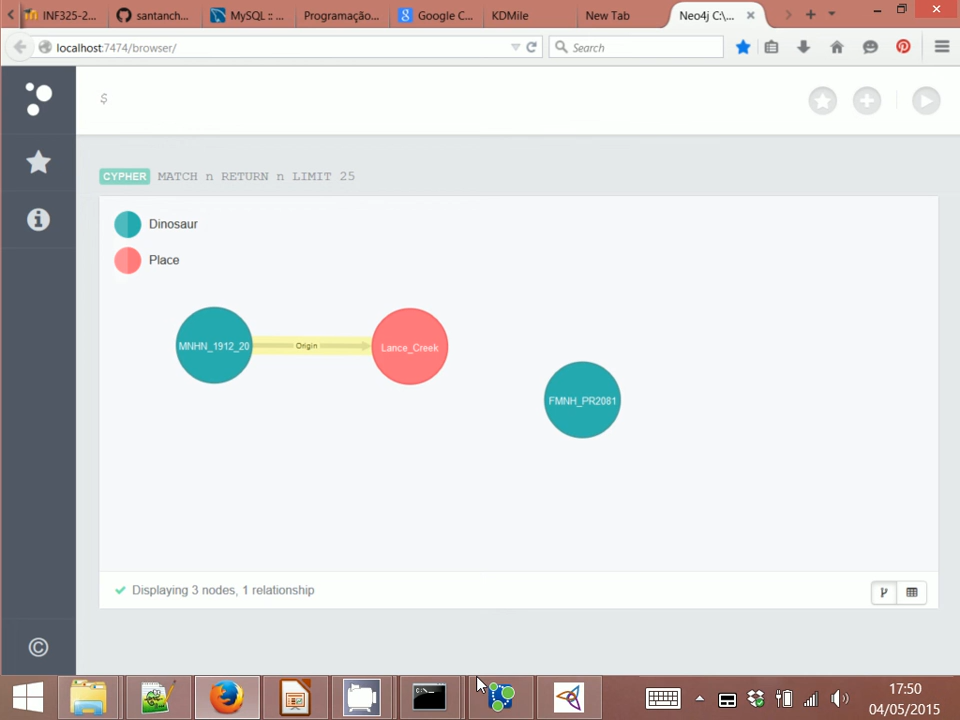 INF325-2...
santanch...
MySQL :: ...
Programação...
Google C...
KDMile
New Tab
Neo4j C:\...
localhost:7474/browser/
Search
$
CYPHER MATCH n RETURN n LIMIT 25
Dinosaur
Place
MNHN_1912_20
Origin
Lance_Creek
FMNH_PR2081
Displaying 3 nodes, 1 relationship
17:50
04/05/2015